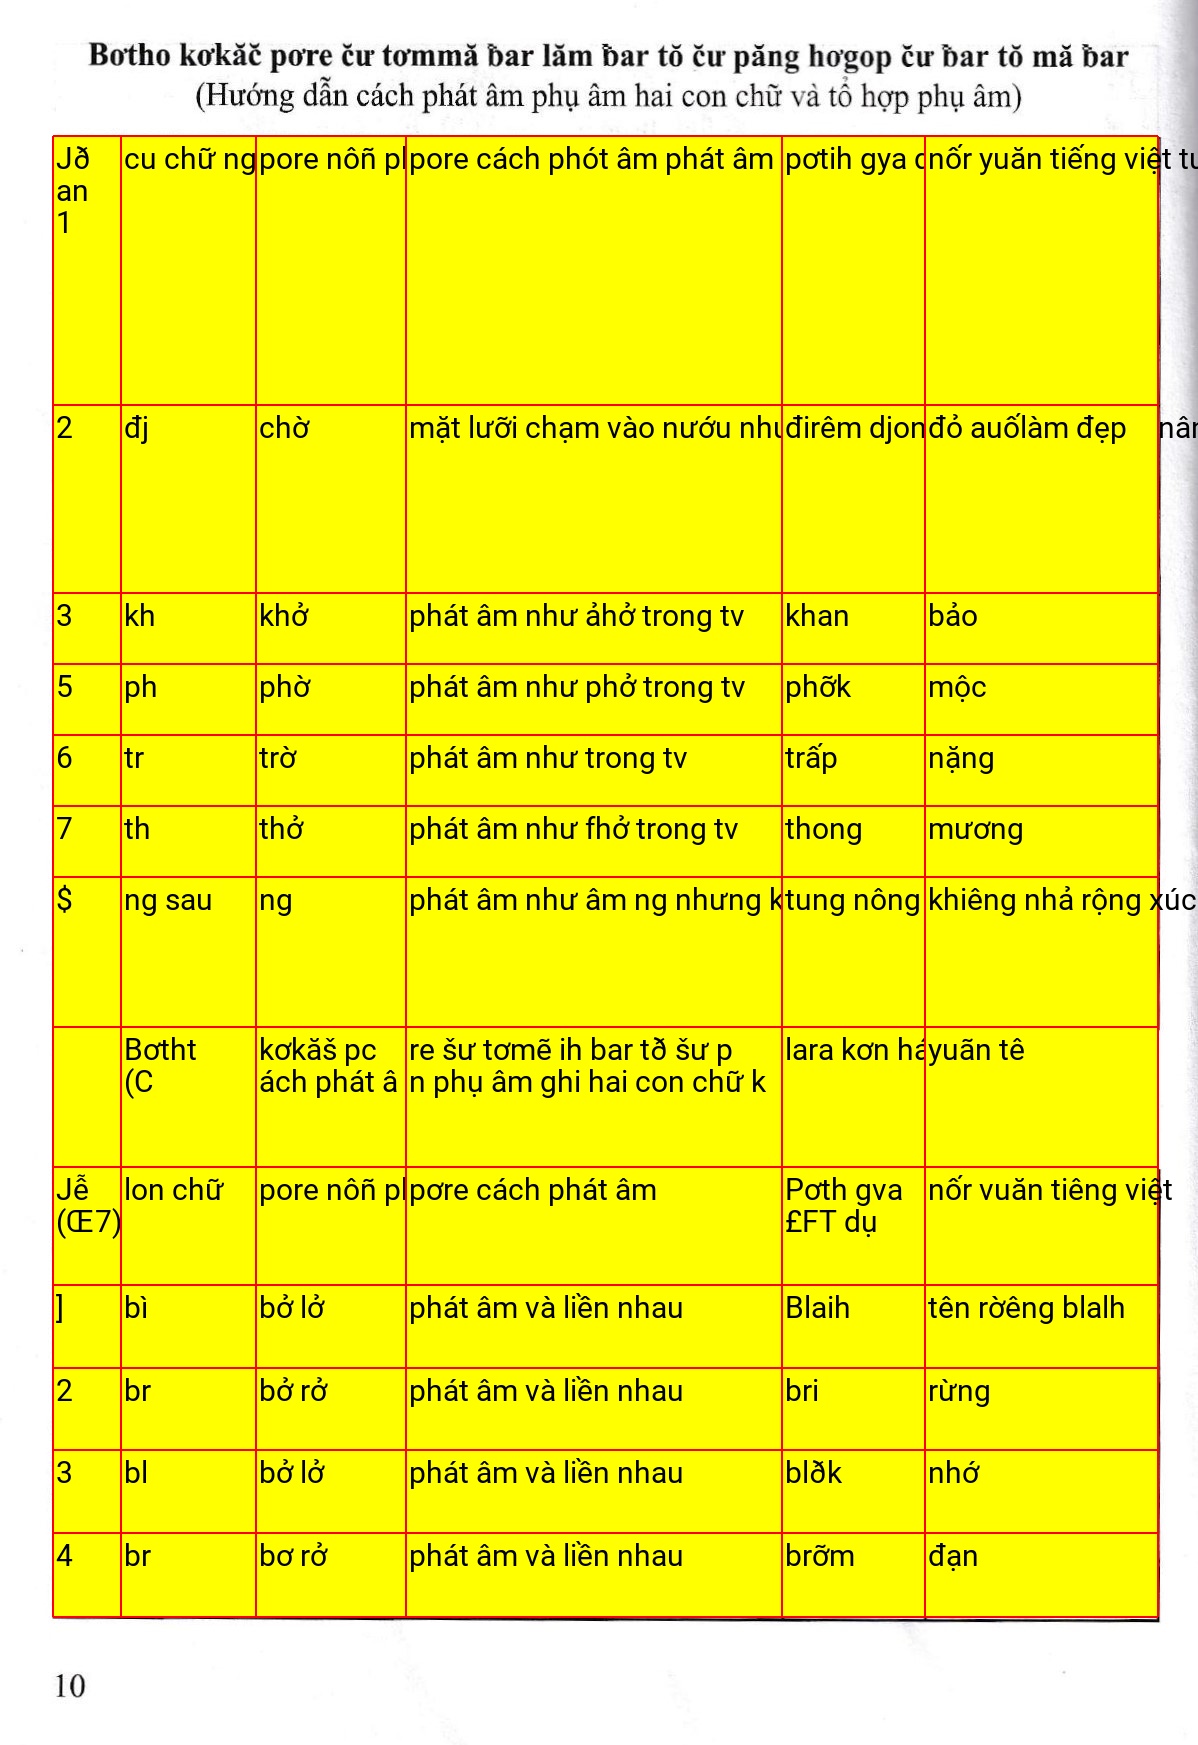 Bơtho kơkăč pơre čư tơmmă ƀar lăm ƀar tŏ čư păng hơgop čư ƀar tŏ mă ƀar
(Hướng dẫn cách phát âm phụ âm hai con chữ và tổ hợp phụ âm)
Jð cu chữ ng pore nôñ pl pore cách phót âm phát âm pơtih gya nốr yuăn tiếng việt tu
an
1
2 đj chờ mặt lưỡi chạm vào nướu như đirêm djon đỏ auốlàm đẹp nân
3 kh khở phát âm như ảhở trong tv khan bảo
5 ph phờ phát âm như phở trong tv phỡk mộc
6 tr trờ phát âm như trong tv trấp nặng
7 th thở phát âm như fhở trong tv thong mương
$ ng sau ng phát âm như âm ng nhưng k tung nông khiêng nhả rộng xúc
Bơtht kơkăš pc re šư tơmẽ ih bar tð šư p lara kơn há yuãn tê
(C ách phát â n phụ âm ghi hai con chữ k
Jễ lon chữ pore nôñ pl pơre cách phát âm Pơth gva nốr vuăn tiêng việt
(Œ7) £FT dụ
] bì bở lở phát âm và liền nhau Blaih tên rờêng blalh
2 br bở rở phát âm và liền nhau bri rừng
3 bl bở lở phát âm và liền nhau blðk nhớ
4 br bơ rở phát âm và liền nhau brỡm đạn
10